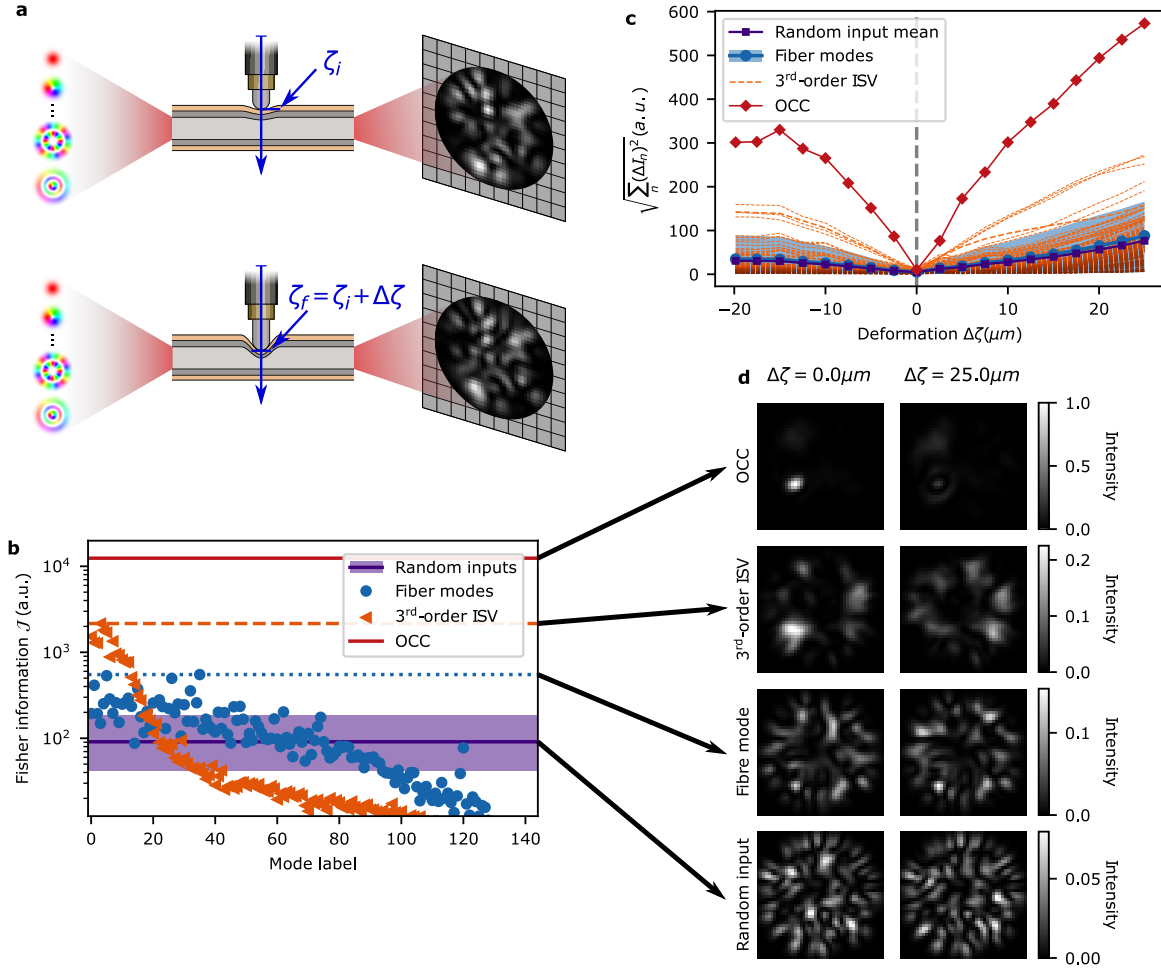 a
ζi
ζf = ζi + Δζ
b
Fisher information 𝒥 (a.u.)
10⁴
10³
10²
Random inputs
Fiber modes
3rd-order ISV
OCC
0 20 40 60 80 100 120 140
Mode label
c
√∑n(ΔIn)² (a.u.)
600
500
400
300
200
100
0
Random input mean
Fiber modes
3rd-order ISV
OCC
−20 −10 0 10 20
Deformation Δζ(μm)
d
Δζ = 0.0μm Δζ = 25.0μm
OCC
1.0
0.5
0.0
Intensity
3rd-order ISV
0.2
0.1
0.0
Intensity
Fibre mode
0.1
0.0
Intensity
Random input
0.05
0.00
Intensity